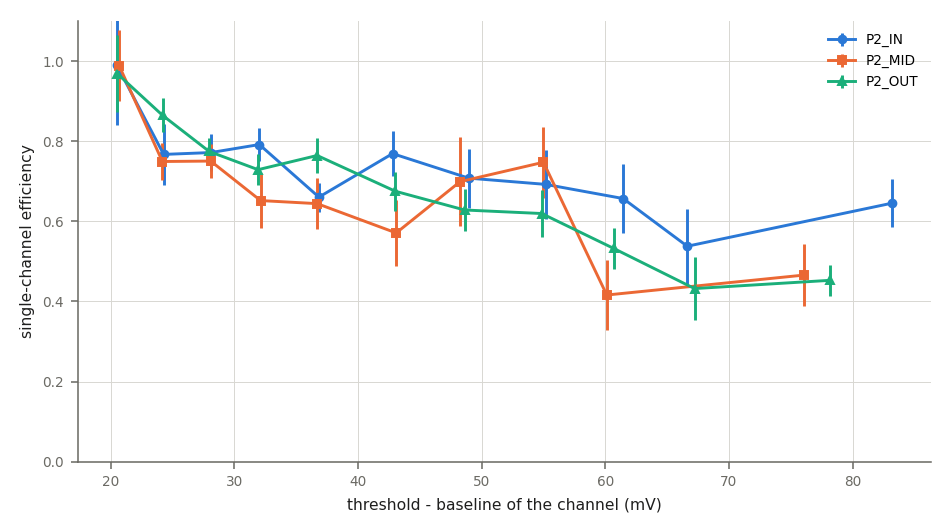 P2_IN
P2_MID
P2_OUT
1.0
0.8
0.6
0.4
0.2
0.0
single-channel efficiency
20 30 40 50 60 70 80
threshold - baseline of the channel (mV)